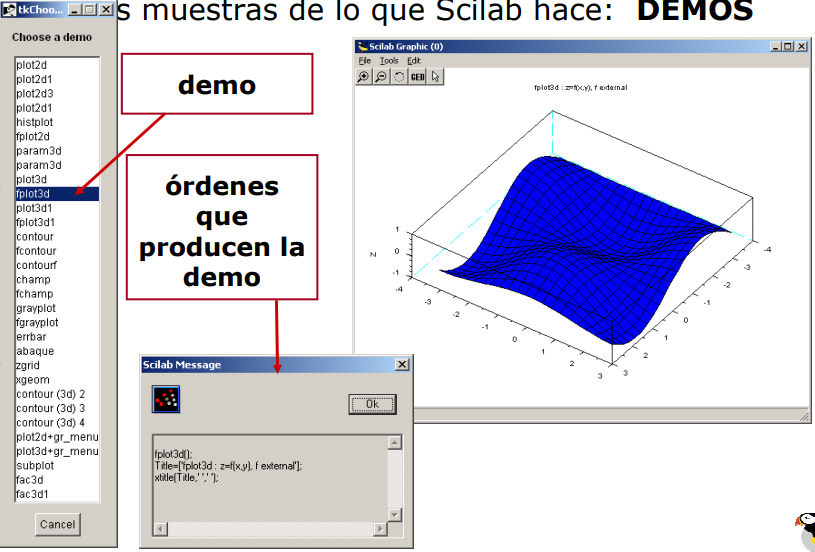 s muestras de lo que Scilab hace: DEMOS
tkChoo...
Choose a demo
plot2d
plot2d1
plot2d3
plot2d1
histplot
fplot2d
param3d
param3d
plot3d
fplot3d
plot3d1
fplot3d1
contour
fcontour
contourf
champ
fchamp
grayplot
fgrayplot
errbar
abaque
zgrid
xgeom
contour (3d) 2
contour (3d) 3
contour (3d) 4
plot2d+gr_menu
plot3d+gr_menu
subplot
fac3d
fac3d1
Cancel
demo
órdenes
que
producen la
demo
Scilab Message
Ok
fplot3d();
Title=['fplot3d : z=f(x,y), f external'];
xtitle(Title,' ',' ');
Scilab Graphic (0)
File Tools Edit
GED
fplot3d : z=f(x,y), f external
Z
1
0
-1
-4
-3
-2
-1
0
1
2
3
3
2
1
0
-1
-2
-3
-4